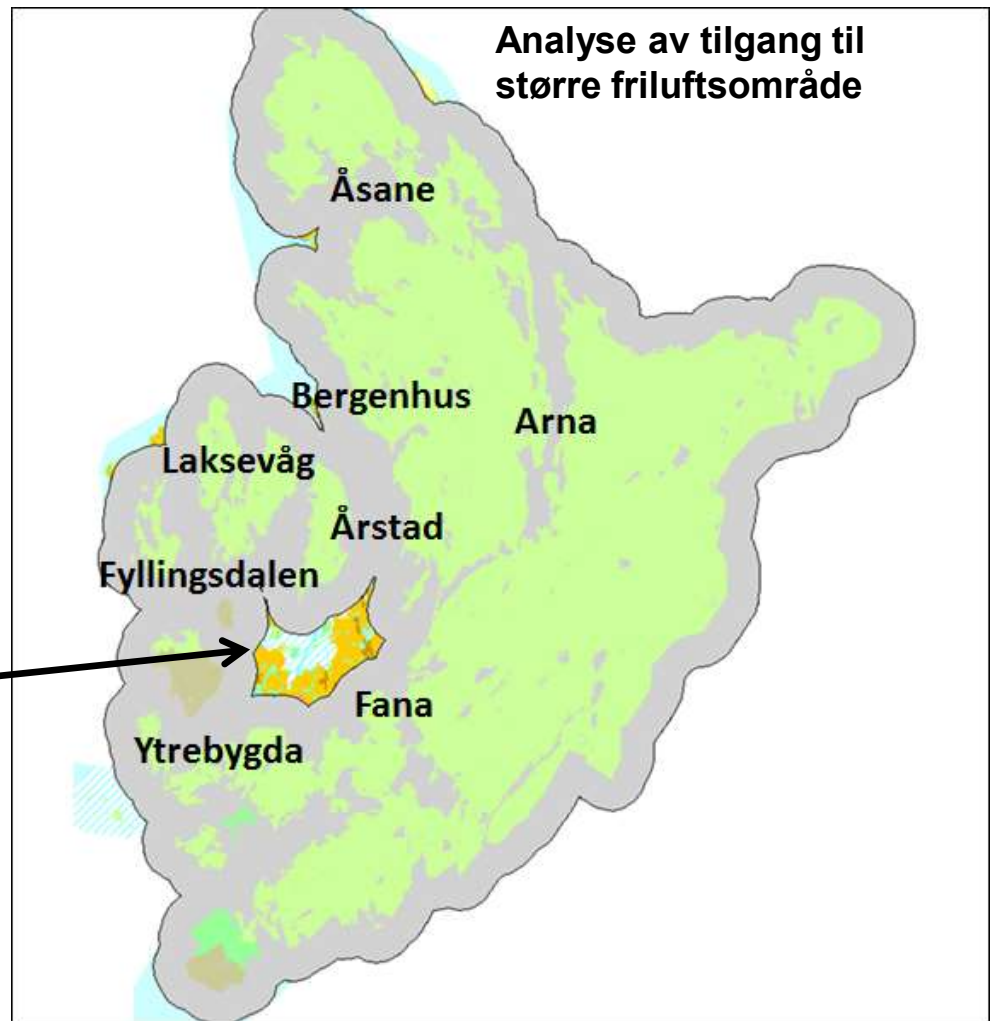 Analyse av tilgang til
større friluftsområde
Åsane
Bergenhus
Arna
Laksevåg
Årstad
Fyllingsdalen
Fana
Ytrebygda